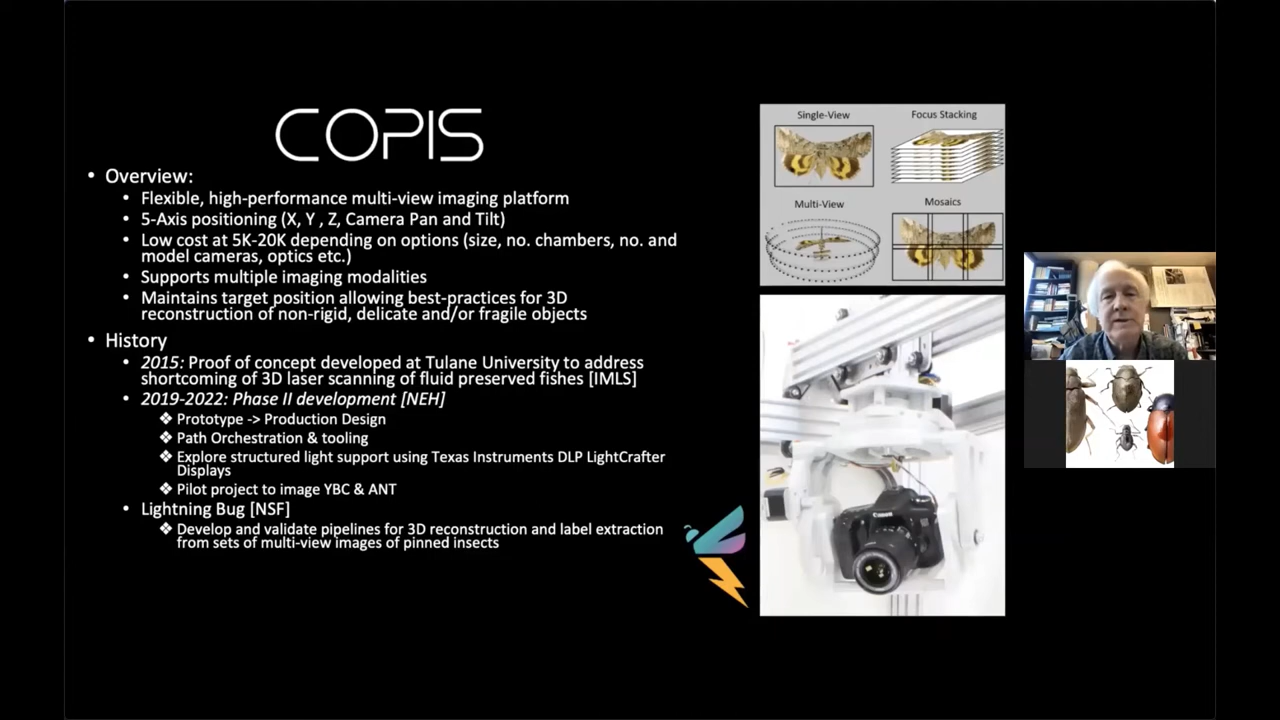 COPIS
• Overview:
• Flexible, high-performance multi-view imaging platform
• 5-Axis positioning (X, Y , Z, Camera Pan and Tilt)
• Low cost at 5K-20K depending on options (size, no. chambers, no. and
model cameras, optics etc.)
• Supports multiple imaging modalities
• Maintains target position allowing best-practices for 3D
reconstruction of non-rigid, delicate and/or fragile objects
• History
• 2015: Proof of concept developed at Tulane University to address
shortcoming of 3D laser scanning of fluid preserved fishes [IMLS]
• 2019-2022: Phase II development [NEH]
❖ Prototype -> Production Design
❖ Path Orchestration & tooling
❖ Explore structured light support using Texas Instruments DLP LightCrafter
Displays
❖ Pilot project to image YBC & ANT
• Lightning Bug [NSF]
❖ Develop and validate pipelines for 3D reconstruction and label extraction
from sets of multi-view images of pinned insects
Single-View
Focus Stacking
Multi-View
Mosaics
Canon